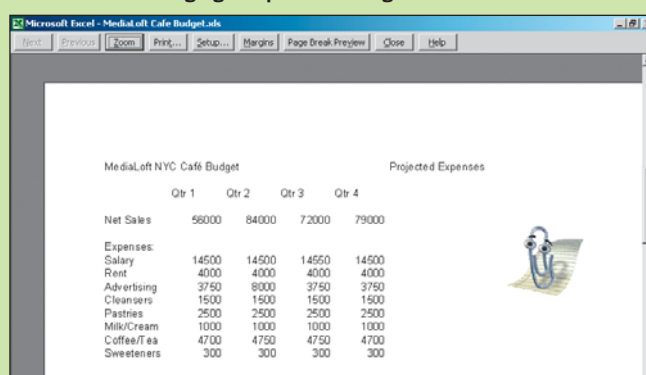 Microsoft Excel - MediaLoft Cafe Budget.xls
Next Previous Zoom Print... Setup... Margins Page Break Preview Close Help
MediaLoft NYC Café Budget Projected Expenses
Qtr 1 Qtr 2 Qtr 3 Qtr 4
Net Sales 56000 84000 72000 79000
Expenses:
Salary 14500 14500 14550 14500
Rent 4000 4000 4000 4000
Advertising 3750 8000 3750 3750
Cleansers 1500 1500 1500 1500
Pastries 2500 2500 2500 2500
Milk/Cream 1000 1000 1000 1000
Coffee/Tea 4700 4750 4750 4700
Sweeteners 300 300 300 300